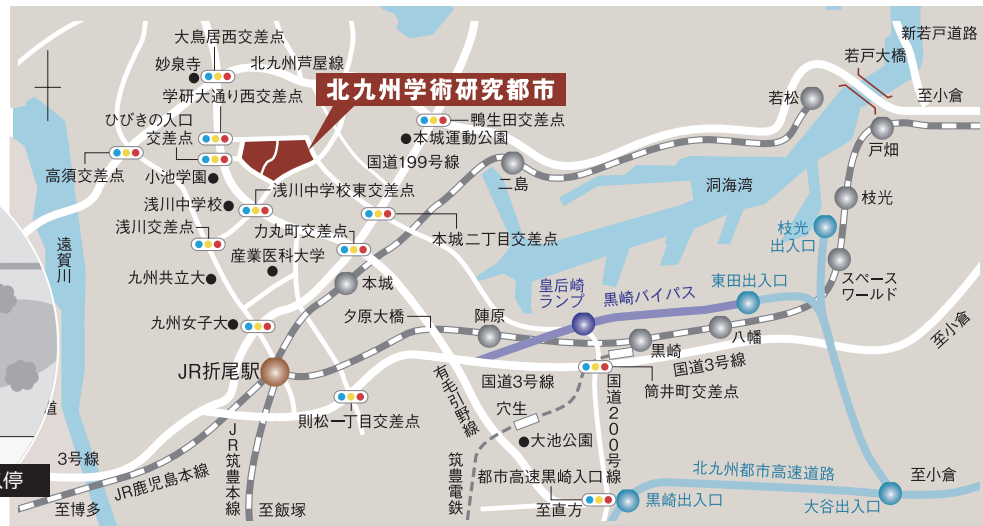 大鳥居西交差点
新若戸道路
妙泉寺
北九州芦屋線
若戸大橋
学研大通り西交差点
北九州学術研究都市
若松
至小倉
ひびきの入口
交差点
鴨生田交差点
本城運動公園
戸畑
高須交差点
小池学園
国道199号線
二島
洞海湾
枝光
浅川中学校東交差点
浅川中学校
浅川交差点
力丸町交差点
本城二丁目交差点
枝光
出入口
遠賀川
産業医科大学
九州共立大
本城
皇后崎
ランプ
黒崎バイパス
東田出入口
スペース
ワールド
九州女子大
夕原大橋
陣原
八幡
至小倉
JR折尾駅
黒崎
国道3号線
国道3号線
筒井町交差点
有毛引野線
国道200号線
則松一丁目交差点
穴生
大池公園
道
3号線
JR鹿児島本線
JR筑豊本線
筑豊電鉄
都市高速黒崎入口
北九州都市高速道路
至小倉
停
至博多
至飯塚
至直方
黒崎出入口
大谷出入口